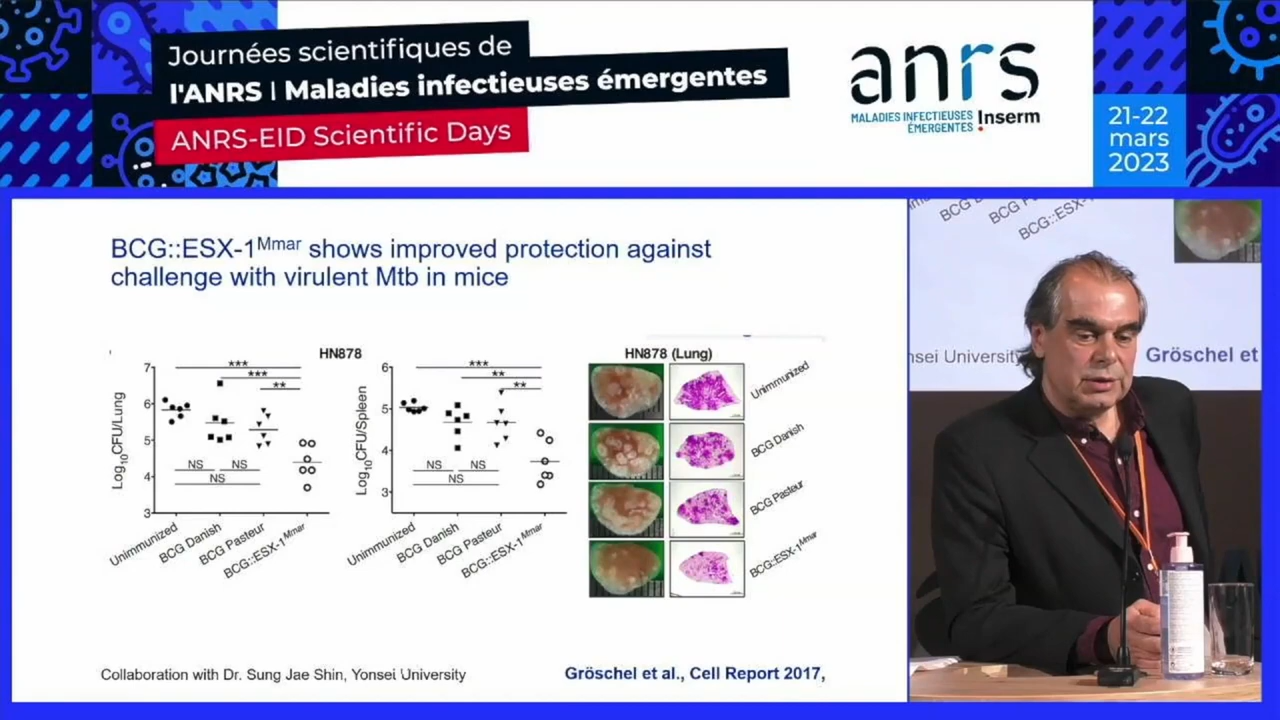 Journées scientifiques de
l'ANRS | Maladies infectieuses émergentes
ANRS-EID Scientific Days
anrs
MALADIES INFECTIEUSES
ÉMERGENTES Inserm
21-22
mars
2023
BCG::ESX-1Mmar shows improved protection against
challenge with virulent Mtb in mice
HN878
Log10CFU/Lung
7
6
5
4
3
***
***
**
NS NS
NS
Unimmunized
BCG Danish
BCG Pasteur
BCG::ESX-1Mmar
Log10CFU/Spleen
6
5
4
3
***
**
**
NS NS
NS
Unimmunized
BCG Danish
BCG Pasteur
BCG::ESX-1Mmar
HN878 (Lung)
Unimmunized
BCG Danish
BCG Pasteur
BCG::ESX-1Mmar
Collaboration with Dr. Sung Jae Shin, Yonsei University
Gröschel et al., Cell Report 2017,
BCG
BCG::ESX-1
nsei University
Gröschel et